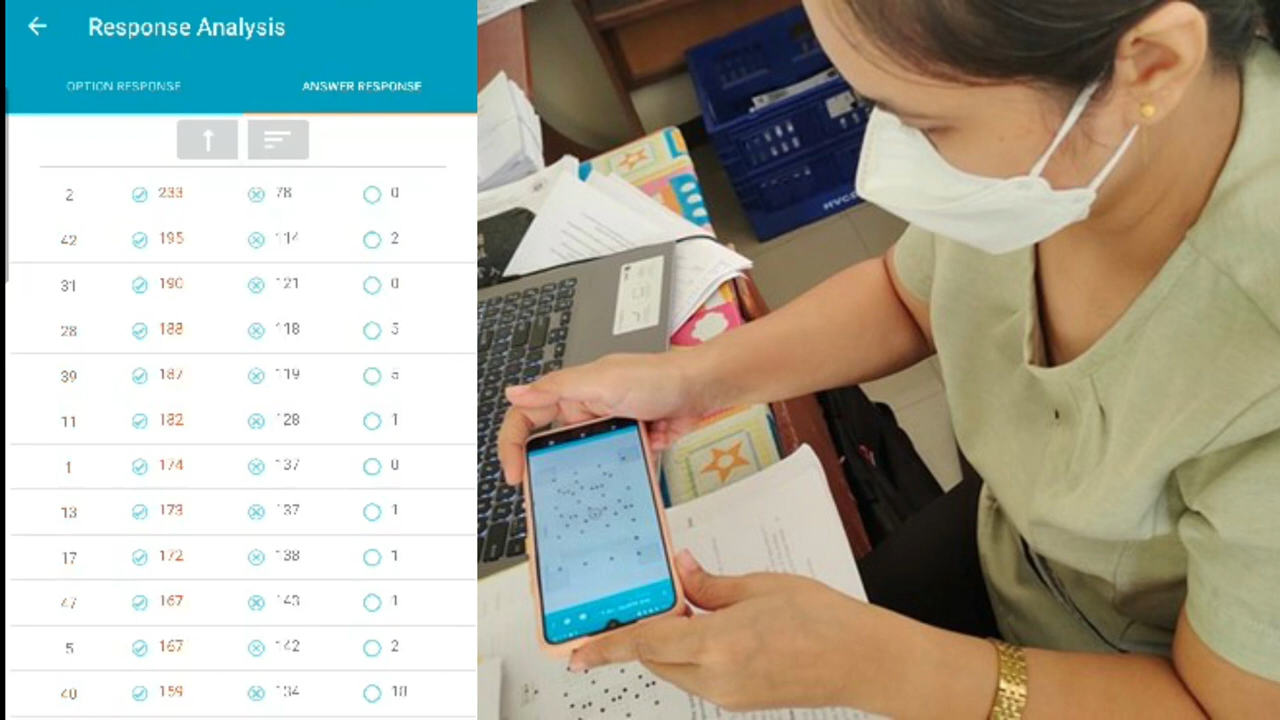 Response Analysis
OPTION RESPONSE ANSWER RESPONSE
2 233 78 0
42 195 114 2
31 190 121 0
28 188 118 5
39 187 119 5
11 182 128 1
1 174 137 0
13 173 137 1
17 172 138 1
47 167 143 1
5 167 142 2
40 159 134 18